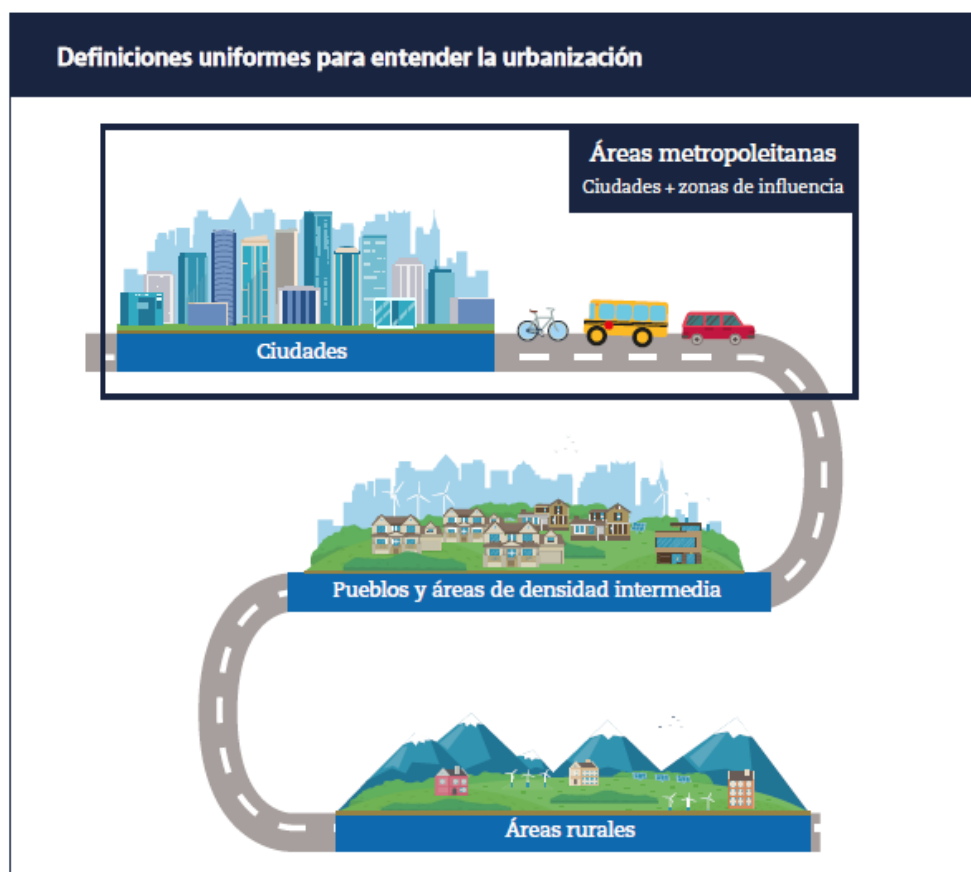 Definiciones uniformes para entender la urbanización
Áreas metropoleitanas
Ciudades + zonas de influencia
Ciudades
Pueblos y áreas de densidad intermedia
Áreas rurales